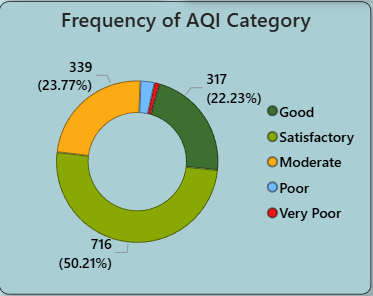 Frequency of AQI Category
339
(23.77%)
317
(22.23%)
Good
Satisfactory
Moderate
Poor
Very Poor
716
(50.21%)